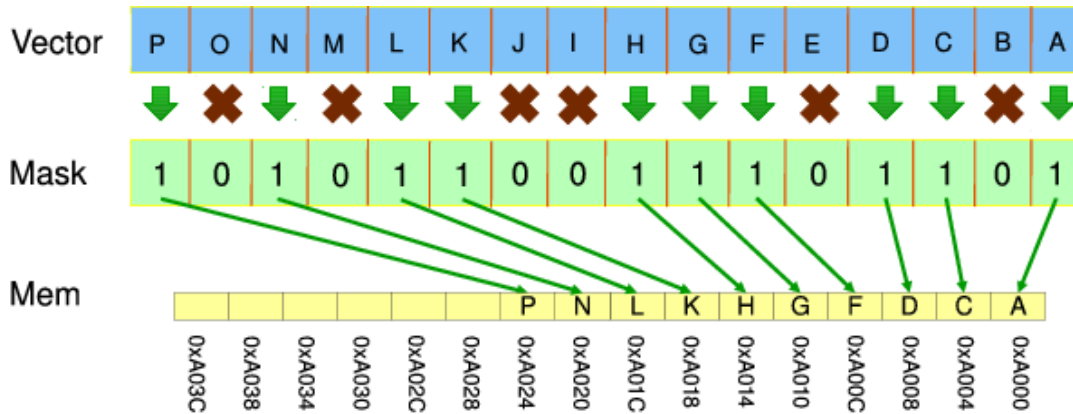 Vector P O N M L K J I H G F E D C B A
Mask 1 0 1 0 1 1 0 0 1 1 1 0 1 1 0 1
Mem P N L K H G F D C A
0xA03C 0xA038 0xA034 0xA030 0xA02C 0xA028 0xA024 0xA020 0xA01C 0xA018 0xA014 0xA010 0xA00C 0xA008 0xA004 0xA000